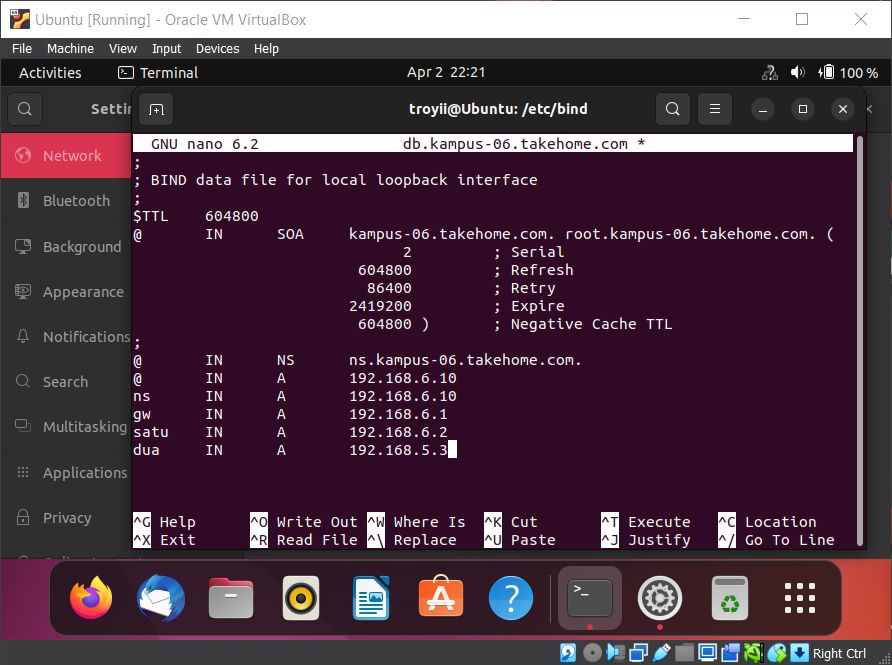 Ubuntu [Running] - Oracle VM VirtualBox
File Machine View Input Devices Help
Activities Terminal Apr 2 22:21 100 %
Settin troyii@Ubuntu: /etc/bind
Network
Bluetooth
Background
Appearance
Notifications
Search
Multitasking
Applications
Privacy
GNU nano 6.2 db.kampus-06.takehome.com *
;
; BIND data file for local loopback interface
;
$TTL 604800
@ IN SOA kampus-06.takehome.com. root.kampus-06.takehome.com. (
2 ; Serial
604800 ; Refresh
86400 ; Retry
2419200 ; Expire
604800 ) ; Negative Cache TTL
;
@ IN NS ns.kampus-06.takehome.com.
@ IN A 192.168.6.10
ns IN A 192.168.6.10
gw IN A 192.168.6.1
satu IN A 192.168.6.2
dua IN A 192.168.5.3
^G Help ^O Write Out ^W Where Is ^K Cut ^T Execute ^C Location
^X Exit ^R Read File ^\ Replace ^U Paste ^J Justify ^/ Go To Line
Right Ctrl